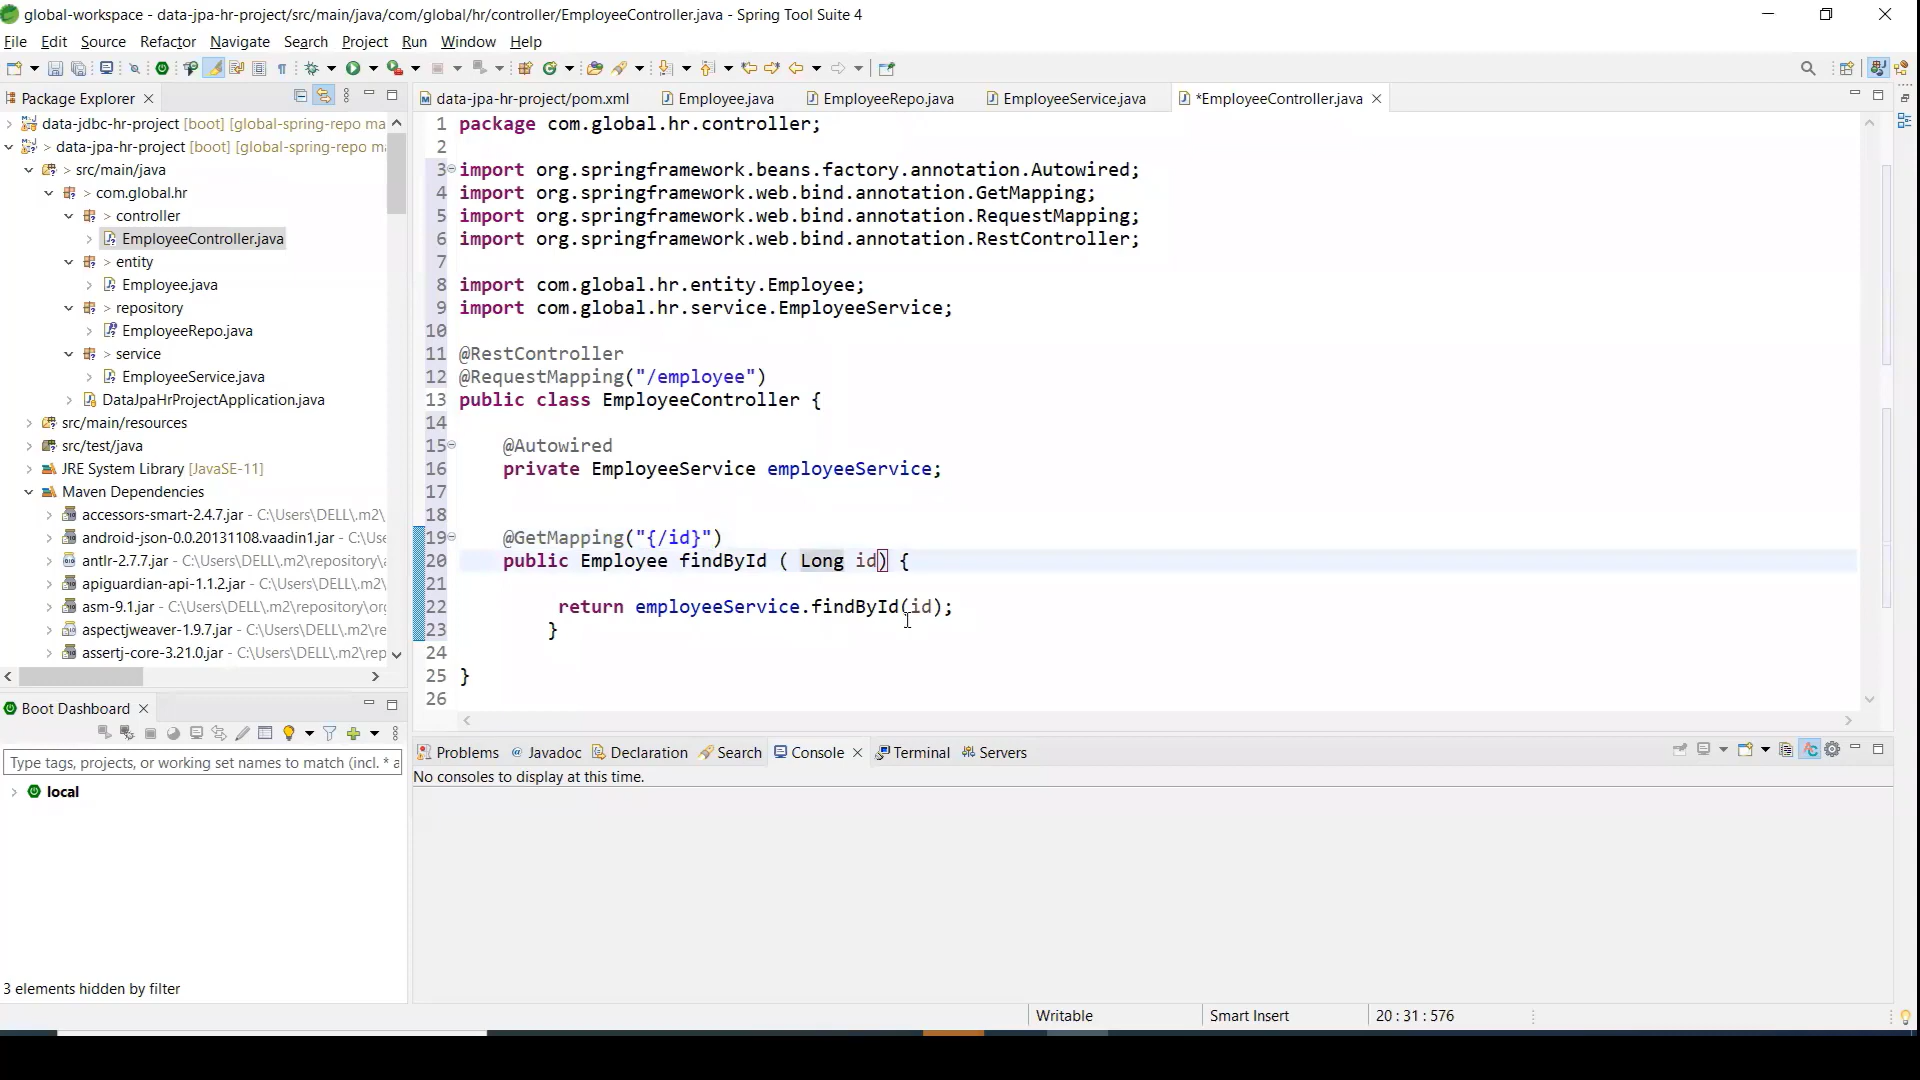 global-workspace - data-jpa-hr-project/src/main/java/com/global/hr/controller/EmployeeController.java - Spring Tool Suite 4
File Edit Source Refactor Navigate Search Project Run Window Help
Package Explorer
data-jdbc-hr-project [boot] [global-spring-repo ma
> data-jpa-hr-project [boot] [global-spring-repo m
> src/main/java
> com.global.hr
> controller
EmployeeController.java
> entity
Employee.java
> repository
EmployeeRepo.java
> service
EmployeeService.java
DataJpaHrProjectApplication.java
src/main/resources
src/test/java
JRE System Library [JavaSE-11]
Maven Dependencies
accessors-smart-2.4.7.jar - C:\Users\DELL\.m2\
android-json-0.0.20131108.vaadin1.jar - C:\Use
antlr-2.7.7.jar - C:\Users\DELL\.m2\repository\
apiguardian-api-1.1.2.jar - C:\Users\DELL\.m2\
asm-9.1.jar - C:\Users\DELL\.m2\repository\org
aspectjweaver-1.9.7.jar - C:\Users\DELL\.m2\re
assertj-core-3.21.0.jar - C:\Users\DELL\.m2\rep
data-jpa-hr-project/pom.xml Employee.java EmployeeRepo.java EmployeeService.java *EmployeeController.java
1 package com.global.hr.controller;
2
3 import org.springframework.beans.factory.annotation.Autowired;
4 import org.springframework.web.bind.annotation.GetMapping;
5 import org.springframework.web.bind.annotation.RequestMapping;
6 import org.springframework.web.bind.annotation.RestController;
7
8 import com.global.hr.entity.Employee;
9 import com.global.hr.service.EmployeeService;
10
11 @RestController
12 @RequestMapping("/employee")
13 public class EmployeeController {
14
15 @Autowired
16 private EmployeeService employeeService;
17
18
19 @GetMapping("{/id}")
20 public Employee findById ( Long id) {
21
22 return employeeService.findById(id);
23 }
24
25 }
26
Boot Dashboard
Type tags, projects, or working set names to match (incl. * a
local
3 elements hidden by filter
Problems Javadoc Declaration Search Console Terminal Servers
No consoles to display at this time.
Writable Smart Insert 20 : 31 : 576